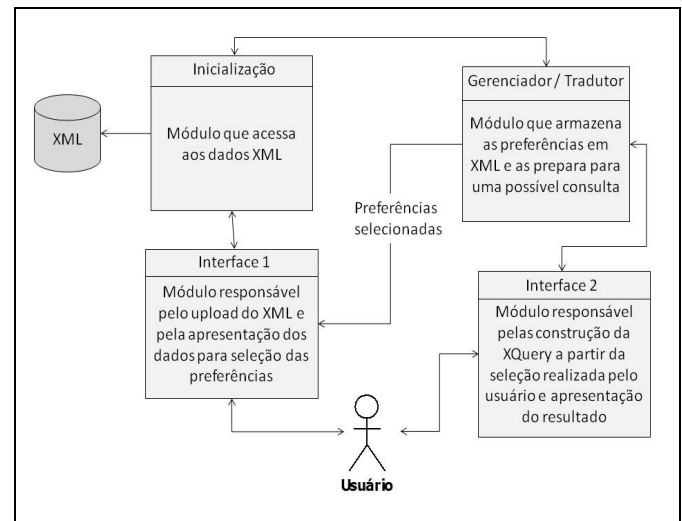 Inicialização
Módulo que acessa
aos dados XML
XML
Gerenciador / Tradutor
Módulo que armazena
as preferências em
XML e as prepara para
uma possível consulta
Preferências
selecionadas
Interface 1
Módulo responsável
pelo upload do XML e
pela apresentação dos
dados para seleção das
preferências
Interface 2
Módulo responsável
pelas construção da
XQuery a partir da
seleção realizada pelo
usuário e apresentação
do resultado
Usuário